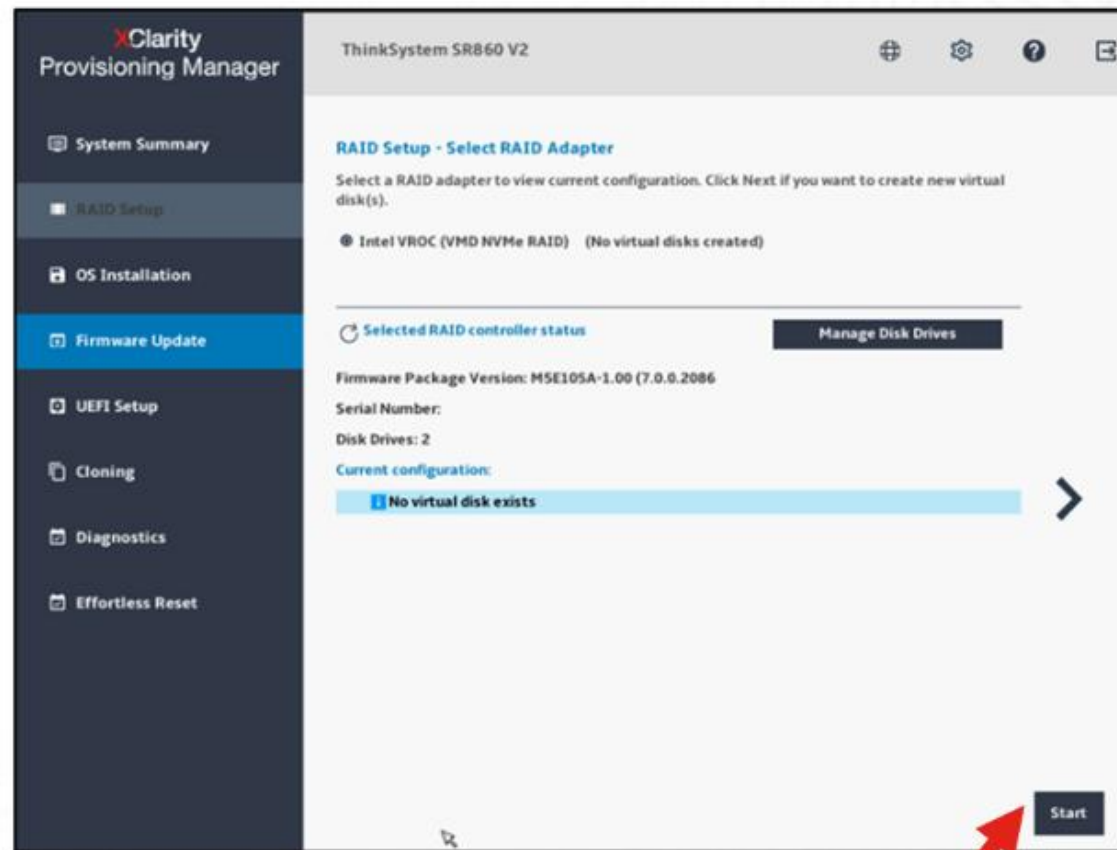 XClarity
Provisioning Manager
ThinkSystem SR860 V2
System Summary
RAID Setup
OS Installation
Firmware Update
UEFI Setup
Cloning
Diagnostics
Effortless Reset
RAID Setup - Select RAID Adapter
Select a RAID adapter to view current configuration. Click Next if you want to create new virtual
disk(s).
Intel VROC (VMD NVMe RAID) (No virtual disks created)
Selected RAID controller status
Manage Disk Drives
Firmware Package Version: M5E105A-1.00 (7.0.0.2086
Serial Number:
Disk Drives: 2
Current configuration:
No virtual disk exists
Start